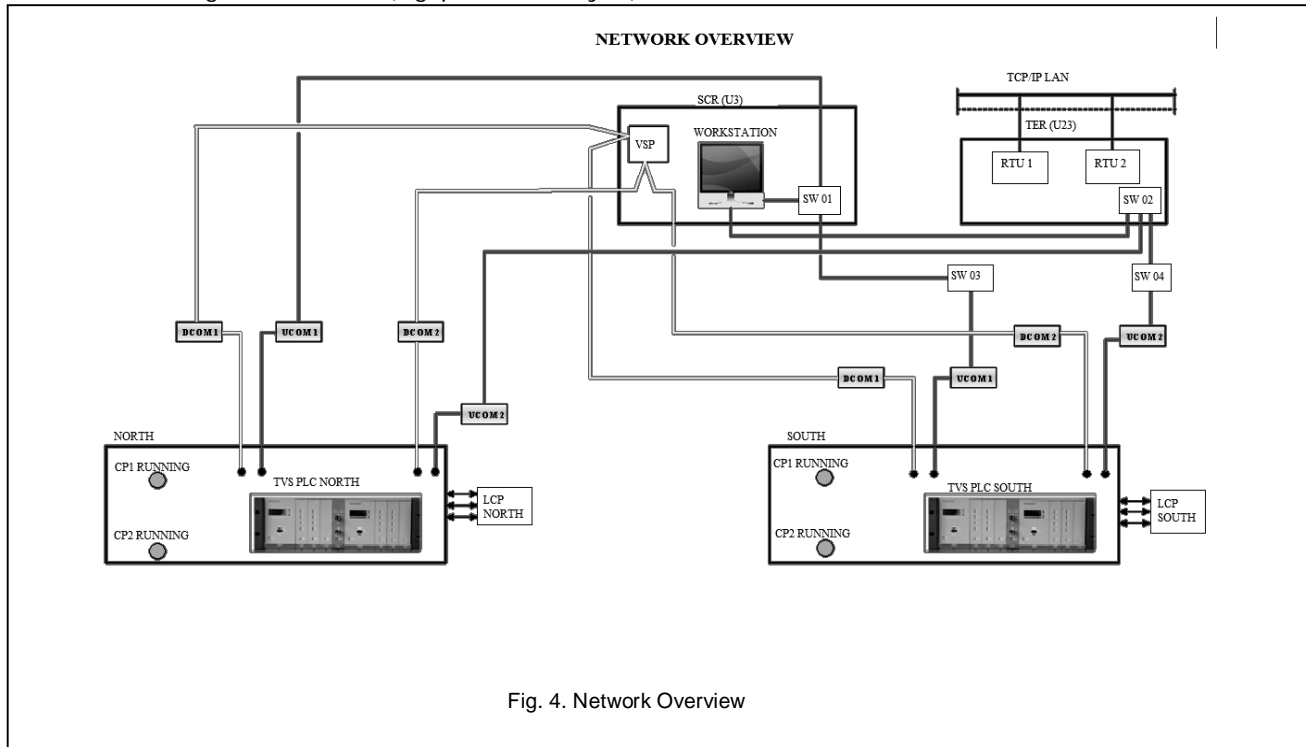 NETWORK OVERVIEW
TCP/IP LAN
SCR (U3)
TER (U23)
WORKSTATION
VSP
RTU 1
RTU 2
SW 01
SW 02
SW 03
SW 04
DCOM 1
UCOM 1
DCOM 2
DCOM 2
UCOM 2
DCOM 1
UCOM 1
UCOM 2
NORTH
CP1 RUNNING
TVS PLC NORTH
LCP
NORTH
CP2 RUNNING
SOUTH
CP1 RUNNING
TVS PLC SOUTH
LCP
SOUTH
CP2 RUNNING
Fig. 4. Network Overview